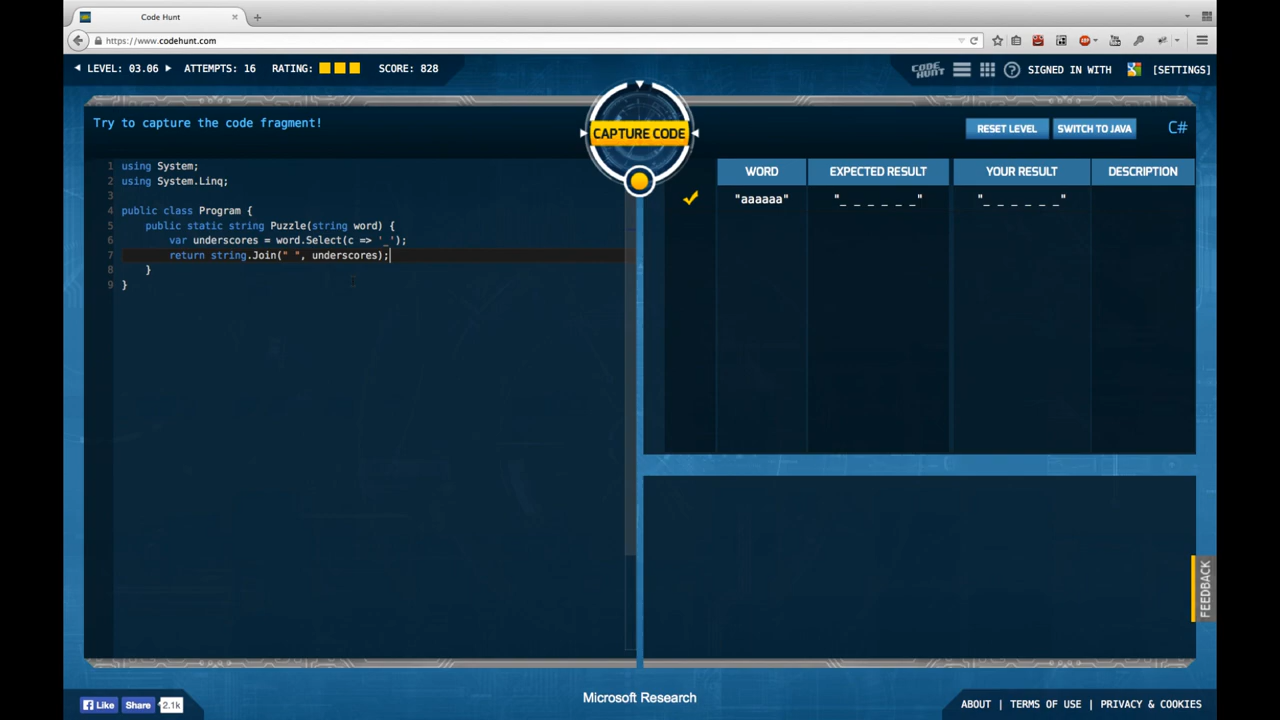 Code Hunt
https://www.codehunt.com
LEVEL: 03.06 ATTEMPTS: 16 RATING: SCORE: 828
CODE HUNT
SIGNED IN WITH [SETTINGS]
Try to capture the code fragment!
CAPTURE CODE
RESET LEVEL SWITCH TO JAVA C#
1 using System;
2 using System.Linq;
3
4 public class Program {
5 public static string Puzzle(string word) {
6 var underscores = word.Select(c => '_');
7 return string.Join(" ", underscores);
8 }
9 }
WORD EXPECTED RESULT YOUR RESULT DESCRIPTION
"aaaaaa" "_ _ _ _ _ _" "_ _ _ _ _ _"
FEEDBACK
Like Share 2.1k
Microsoft Research
ABOUT | TERMS OF USE | PRIVACY & COOKIES